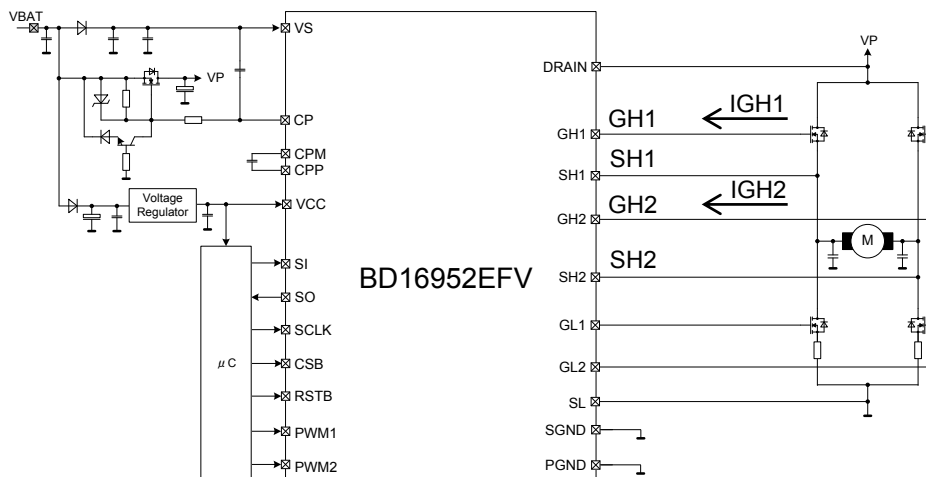 VBAT
VS
VP
CP
CPM
CPP
Voltage
Regulator
VCC
SI
SO
SCLK
μC
CSB
RSTB
PWM1
PWM2
BD16952EFV
VP
DRAIN
GH1
GH1
IGH1
SH1
SH1
GH2
GH2
IGH2
M
SH2
SH2
GL1
GL2
SL
SGND
PGND